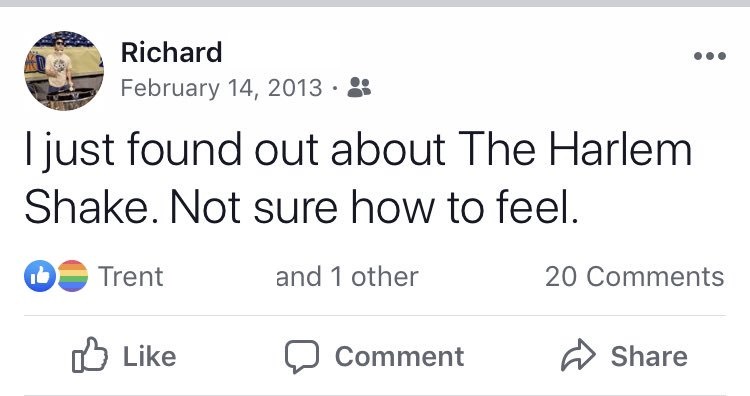 Richard
February 14, 2013 ·
I just found out about The Harlem
Shake. Not sure how to feel.
Trent and 1 other 20 Comments
Like Comment Share